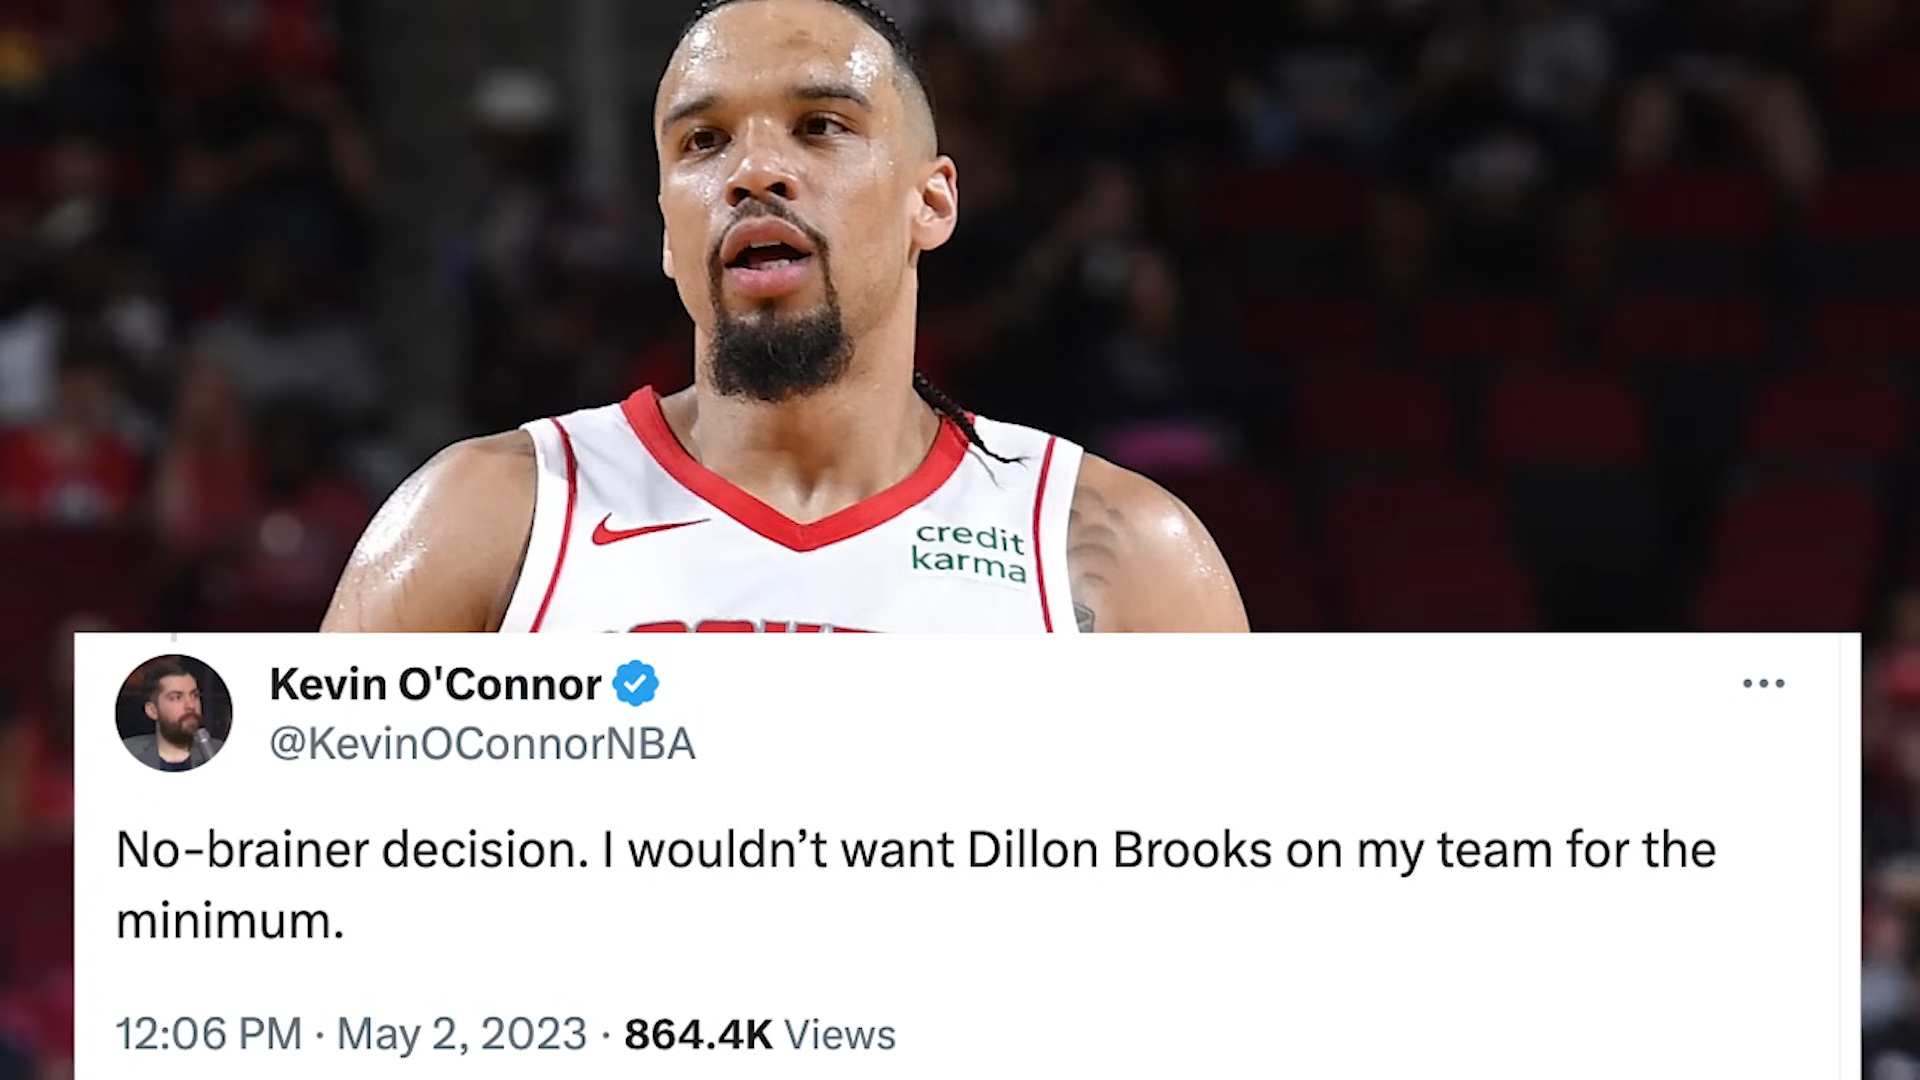 credit
karma
Kevin O'Connor
@KevinOConnorNBA
No-brainer decision. I wouldn’t want Dillon Brooks on my team for the
minimum.
12:06 PM · May 2, 2023 · 864.4K Views